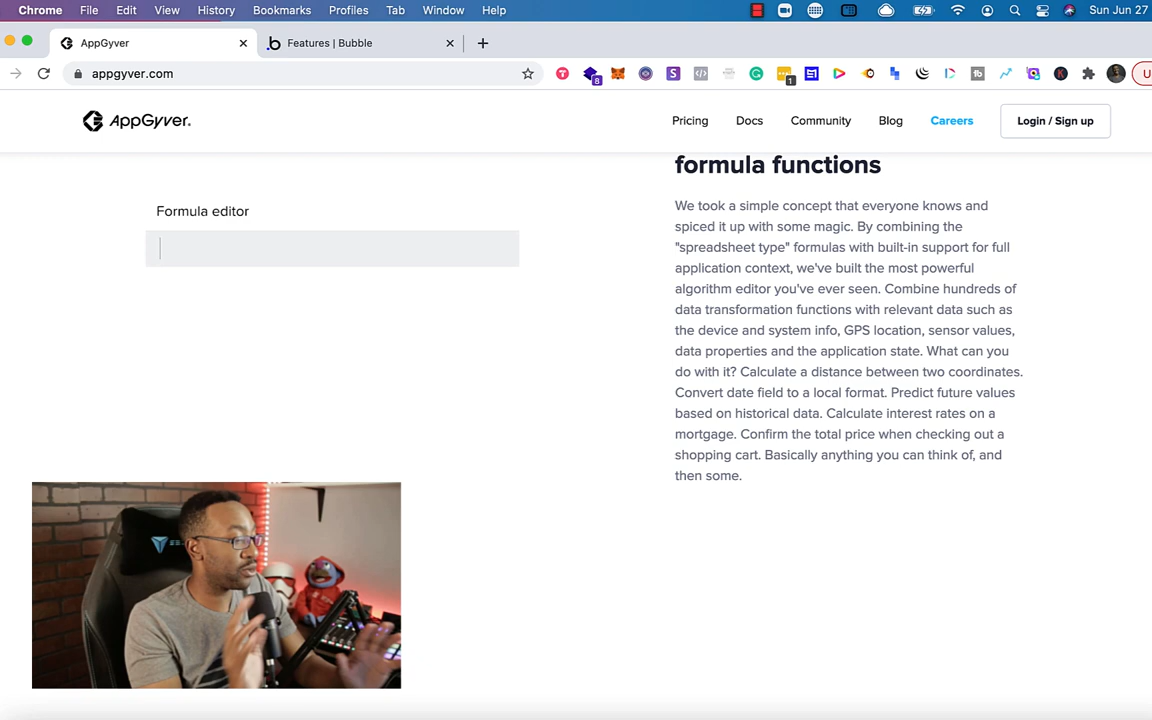 Chrome File Edit View History Bookmarks Profiles Tab Window Help Sun Jun 27
AppGyver
Features | Bubble
appgyver.com
AppGyver.
Pricing Docs Community Blog Careers Login / Sign up
formula functions
Formula editor
We took a simple concept that everyone knows and
spiced it up with some magic. By combining the
"spreadsheet type" formulas with built-in support for full
application context, we've built the most powerful
algorithm editor you've ever seen. Combine hundreds of
data transformation functions with relevant data such as
the device and system info, GPS location, sensor values,
data properties and the application state. What can you
do with it? Calculate a distance between two coordinates.
Convert date field to a local format. Predict future values
based on historical data. Calculate interest rates on a
mortgage. Confirm the total price when checking out a
shopping cart. Basically anything you can think of, and
then some.